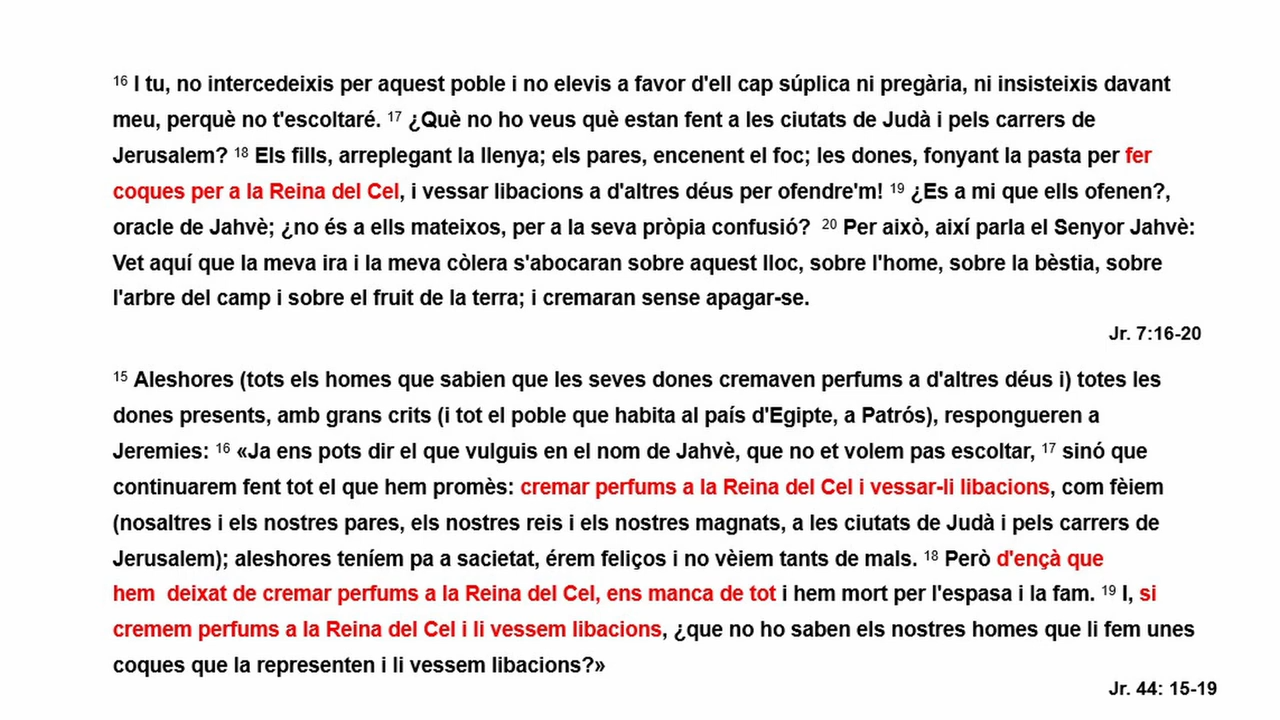 16 I tu, no intercedeixis per aquest poble i no elevis a favor d'ell cap súplica ni pregària, ni insisteixis davant
meu, perquè no t'escoltaré. 17 ¿Què no ho veus què estan fent a les ciutats de Judà i pels carrers de
Jerusalem? 18 Els fills, arreplegant la llenya; els pares, encenent el foc; les dones, fonyant la pasta per fer
coques per a la Reina del Cel, i vessar libacions a d'altres déus per ofendre'm! 19 ¿Es a mi que ells ofenen?,
oracle de Jahvè; ¿no és a ells mateixos, per a la seva pròpia confusió? 20 Per això, així parla el Senyor Jahvè:
Vet aquí que la meva ira i la meva còlera s'abocaran sobre aquest lloc, sobre l'home, sobre la bèstia, sobre
l'arbre del camp i sobre el fruit de la terra; i cremaran sense apagar-se.
Jr. 7:16-20
15 Aleshores (tots els homes que sabien que les seves dones cremaven perfums a d'altres déus i) totes les
dones presents, amb grans crits (i tot el poble que habita al país d'Egipte, a Patrós), respongueren a
Jeremies: 16 «Ja ens pots dir el que vulguis en el nom de Jahvè, que no et volem pas escoltar, 17 sinó que
continuarem fent tot el que hem promès: cremar perfums a la Reina del Cel i vessar-li libacions, com fèiem
(nosaltres i els nostres pares, els nostres reis i els nostres magnats, a les ciutats de Judà i pels carrers de
Jerusalem); aleshores teníem pa a sacietat, érem feliços i no vèiem tants de mals. 18 Però d'ençà que
hem deixat de cremar perfums a la Reina del Cel, ens manca de tot i hem mort per l'espasa i la fam. 19 I, si
cremem perfums a la Reina del Cel i li vessem libacions, ¿que no ho saben els nostres homes que li fem unes
coques que la representen i li vessem libacions?»
Jr. 44: 15-19